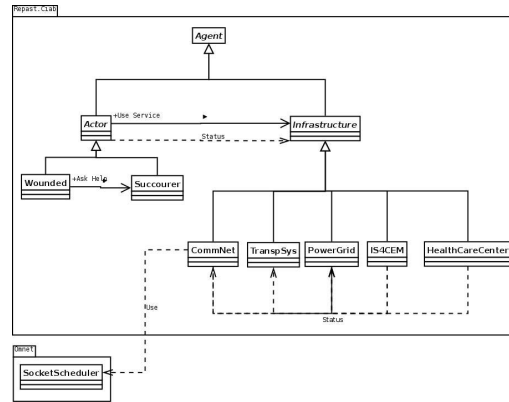 Repast.Ciab
Agent
Actor
+Use Service
Infrastructure
Status
Wounded
+Ask Help
Succourer
CommNet
TranspSys
PowerGrid
IS4CEM
HealthCareCenter
Use
Status
Omnet
SocketScheduler